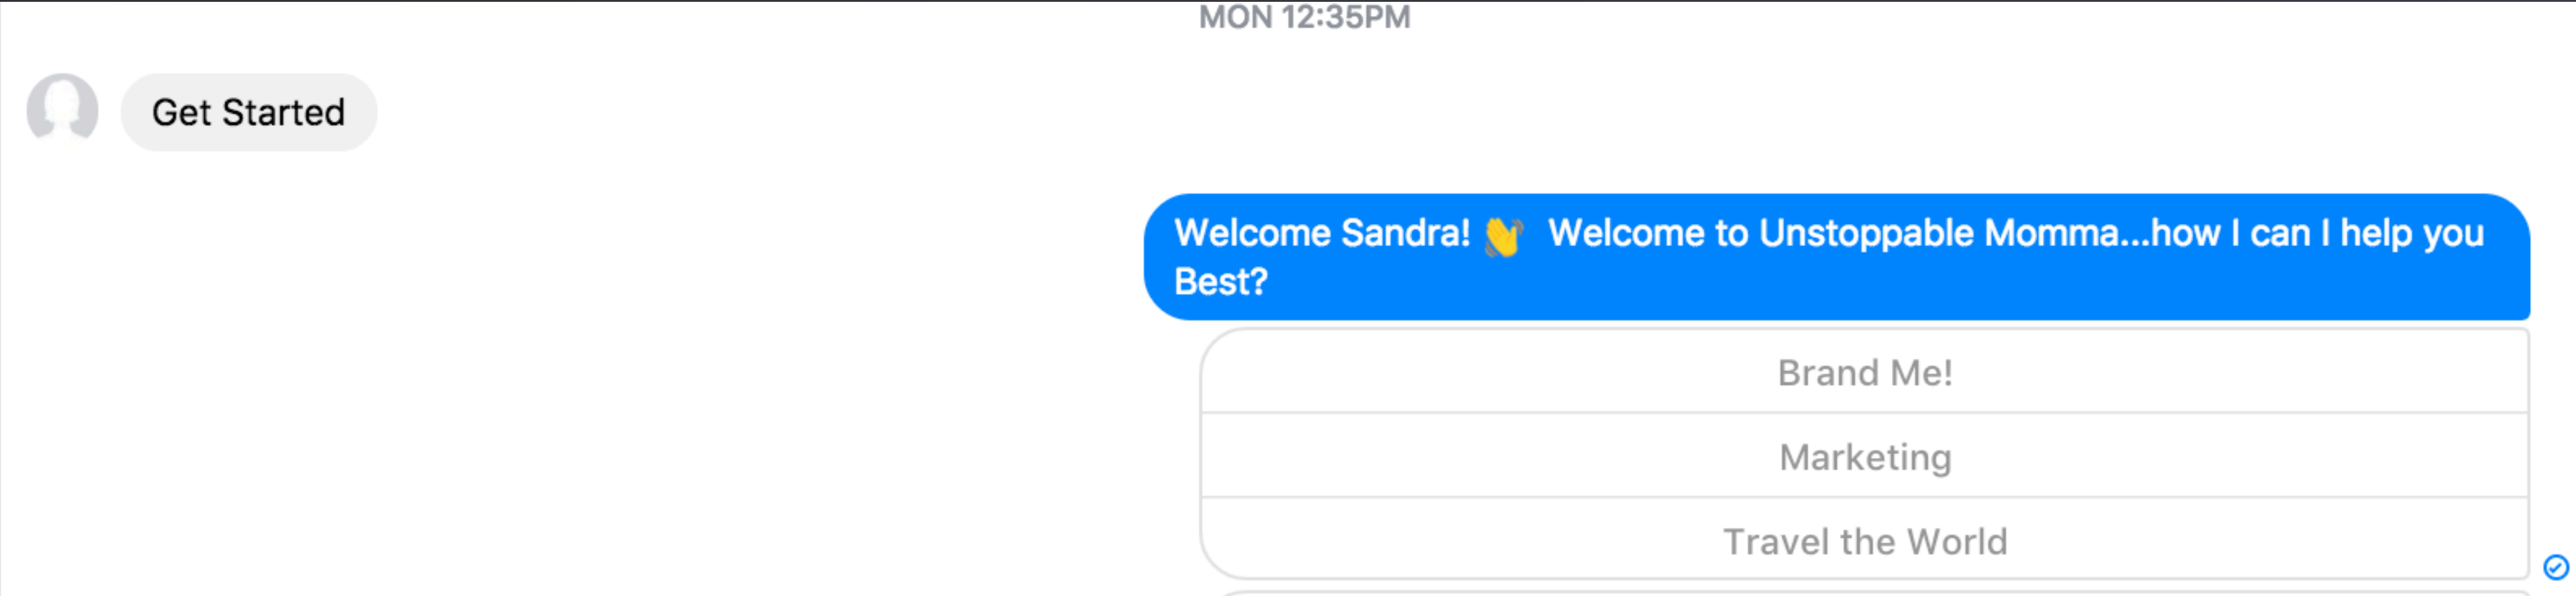 MON 12:35PM
Get Started
Welcome Sandra! 👋 Welcome to Unstoppable Momma...how I can I help you
Best?
Brand Me!
Marketing
Travel the World